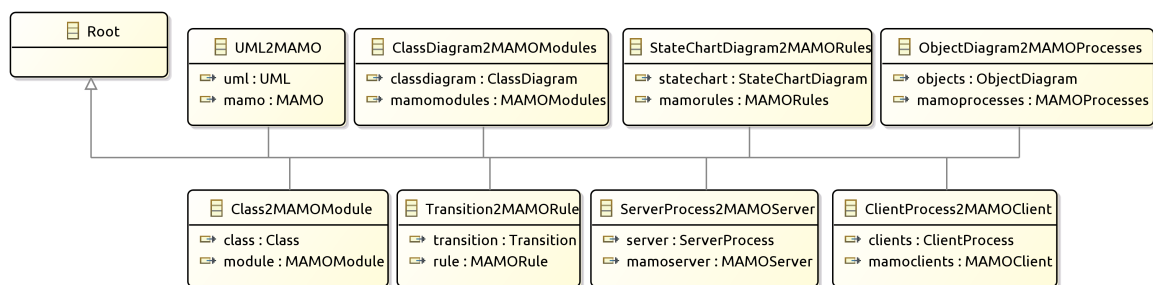 Root
UML2MAMO
uml : UML
mamo : MAMO
ClassDiagram2MAMOModules
classdiagram : ClassDiagram
mamomodules : MAMOModules
StateChartDiagram2MAMORules
statechart : StateChartDiagram
mamorules : MAMORules
ObjectDiagram2MAMOProcesses
objects : ObjectDiagram
mamoprocesses : MAMOProcesses
Class2MAMOModule
class : Class
module : MAMOModule
Transition2MAMORule
transition : Transition
rule : MAMORule
ServerProcess2MAMOServer
server : ServerProcess
mamoserver : MAMOServer
ClientProcess2MAMOClient
clients : ClientProcess
mamoclients : MAMOClient